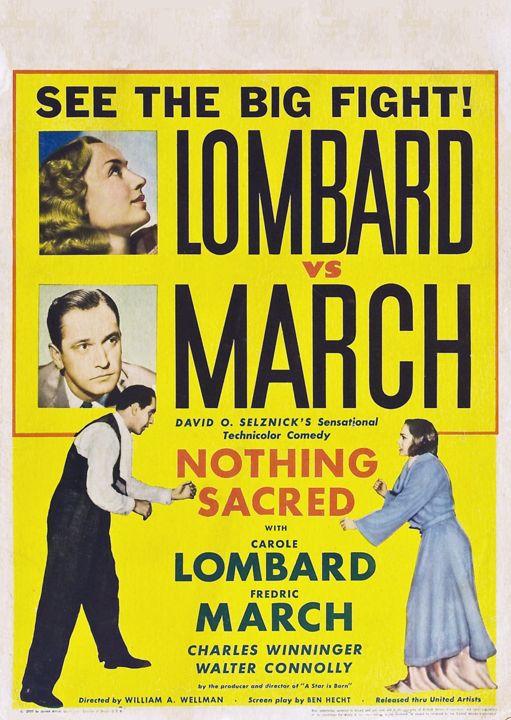 SEE THE BIG FIGHT!
LOMBARD
VS
MARCH
DAVID O. SELZNICK'S Sensational
Technicolor Comedy
NOTHING
SACRED
WITH
CAROLE
LOMBARD
FREDRIC
MARCH
CHARLES WINNINGER
WALTER CONNOLLY
by the producer and director of "A Star is Born"
Directed by WILLIAM A. WELLMAN Screen play by BEN HECHT Released thru United Artists